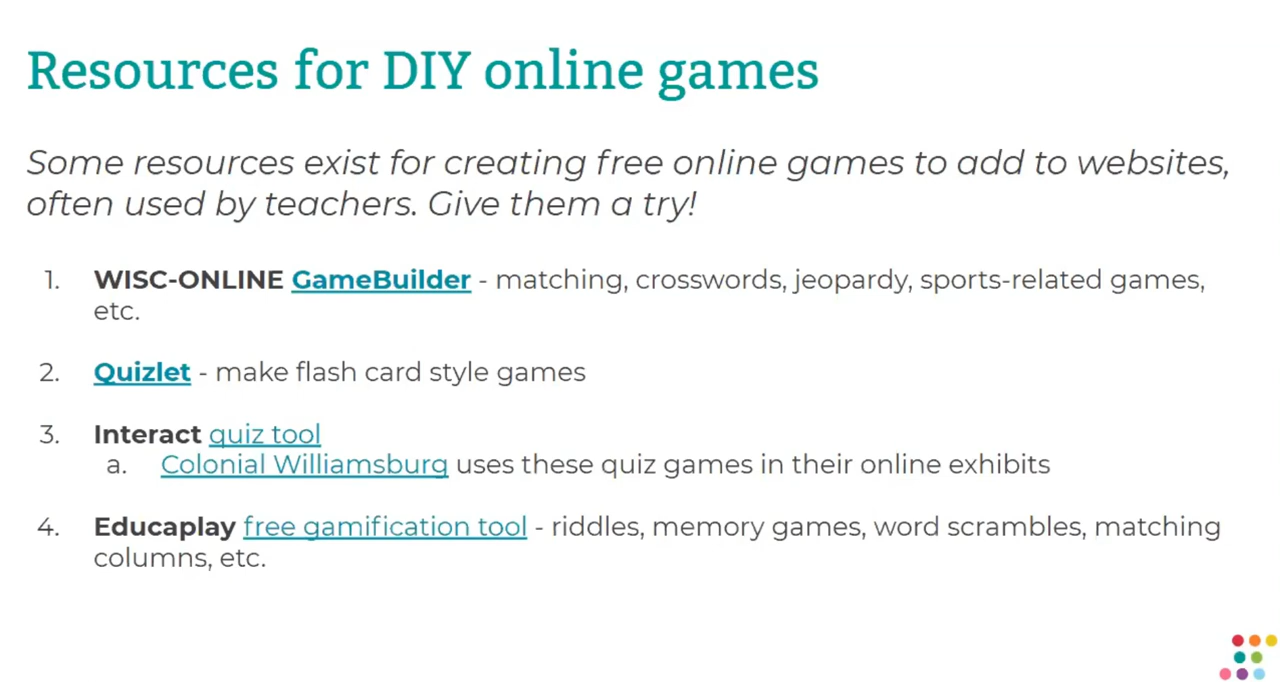 Resources for DIY online games
Some resources exist for creating free online games to add to websites,
often used by teachers. Give them a try!
1. WISC-ONLINE GameBuilder - matching, crosswords, jeopardy, sports-related games,
etc.
2. Quizlet - make flash card style games
3. Interact quiz tool
a. Colonial Williamsburg uses these quiz games in their online exhibits
4. Educaplay free gamification tool - riddles, memory games, word scrambles, matching
columns, etc.